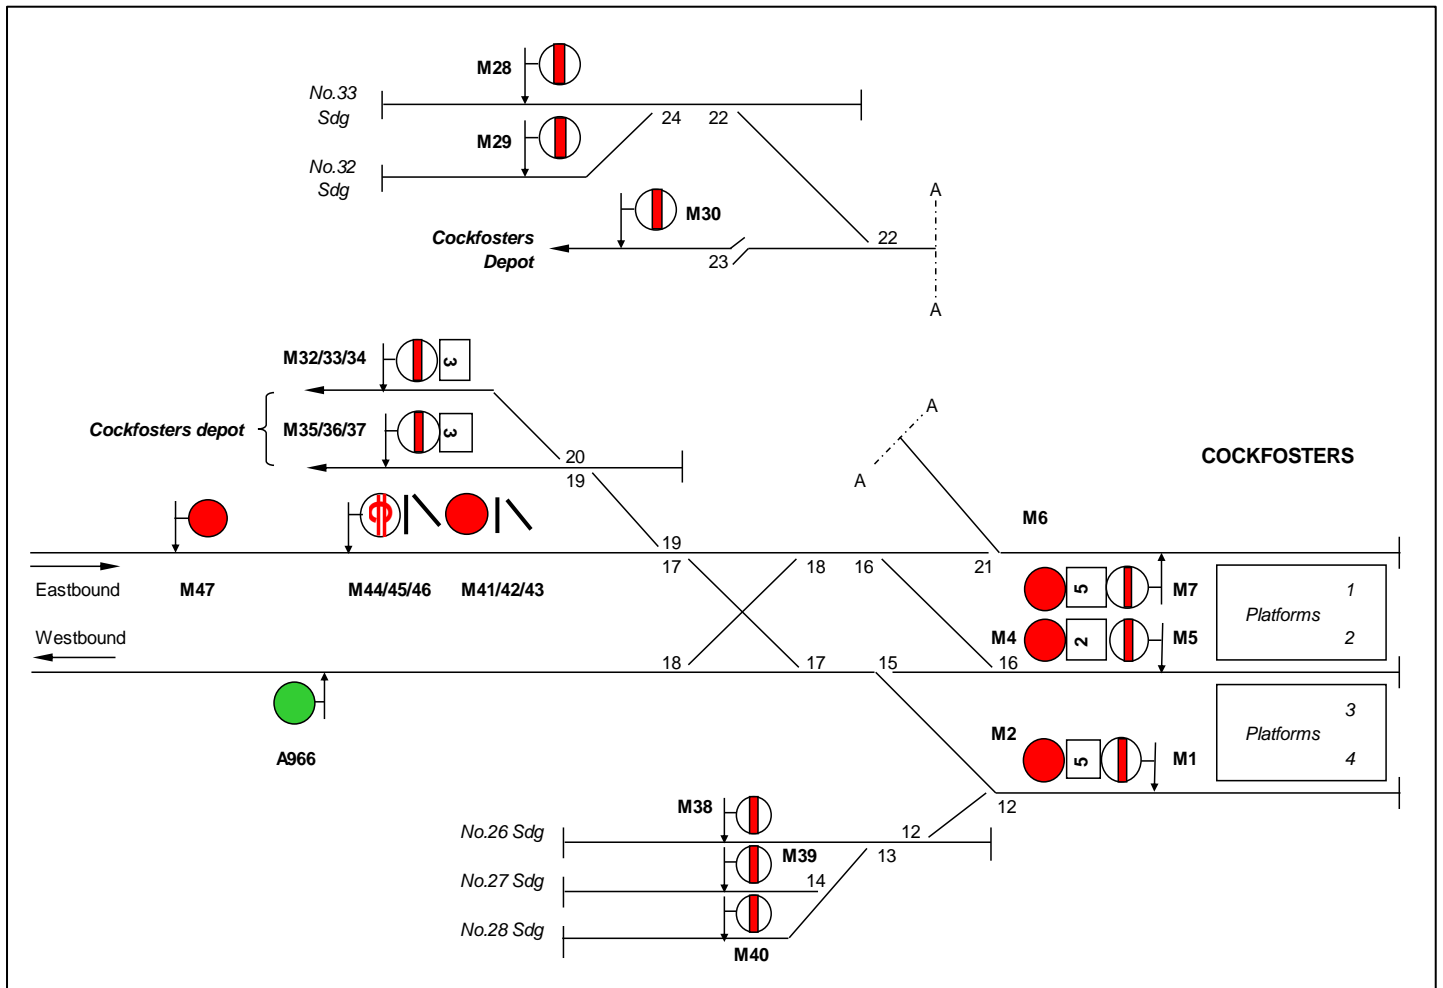 M28
No.33
Sdg
24
22
M29
No.32
Sdg
A
M30
Cockfosters
Depot
22
23
A
M32/33/34
3
A
Cockfosters depot
M35/36/37
3
20
19
COCKFOSTERS
A
M6
19
Eastbound
M47
M44/45/46
M41/42/43
17
18
16
21
5
M7
Platforms
1
2
Westbound
M4
2
M5
18
17
15
16
A966
M2
5
M1
Platforms
3
4
M38
12
No.26 Sdg
12
13
M39
No.27 Sdg
14
No.28 Sdg
M40